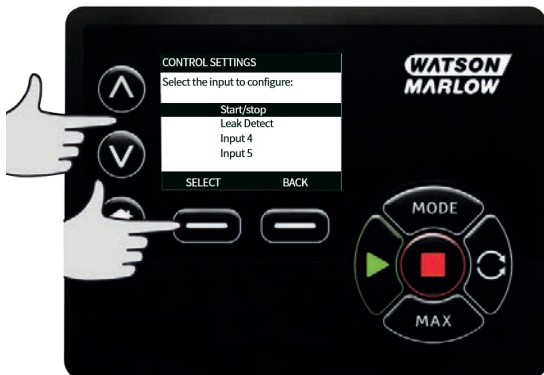 CONTROL SETTINGS
Select the input to configure:
Start/stop
Leak Detect
Input 4
Input 5
SELECT BACK
WATSON
MARLOW
MODE
MAX